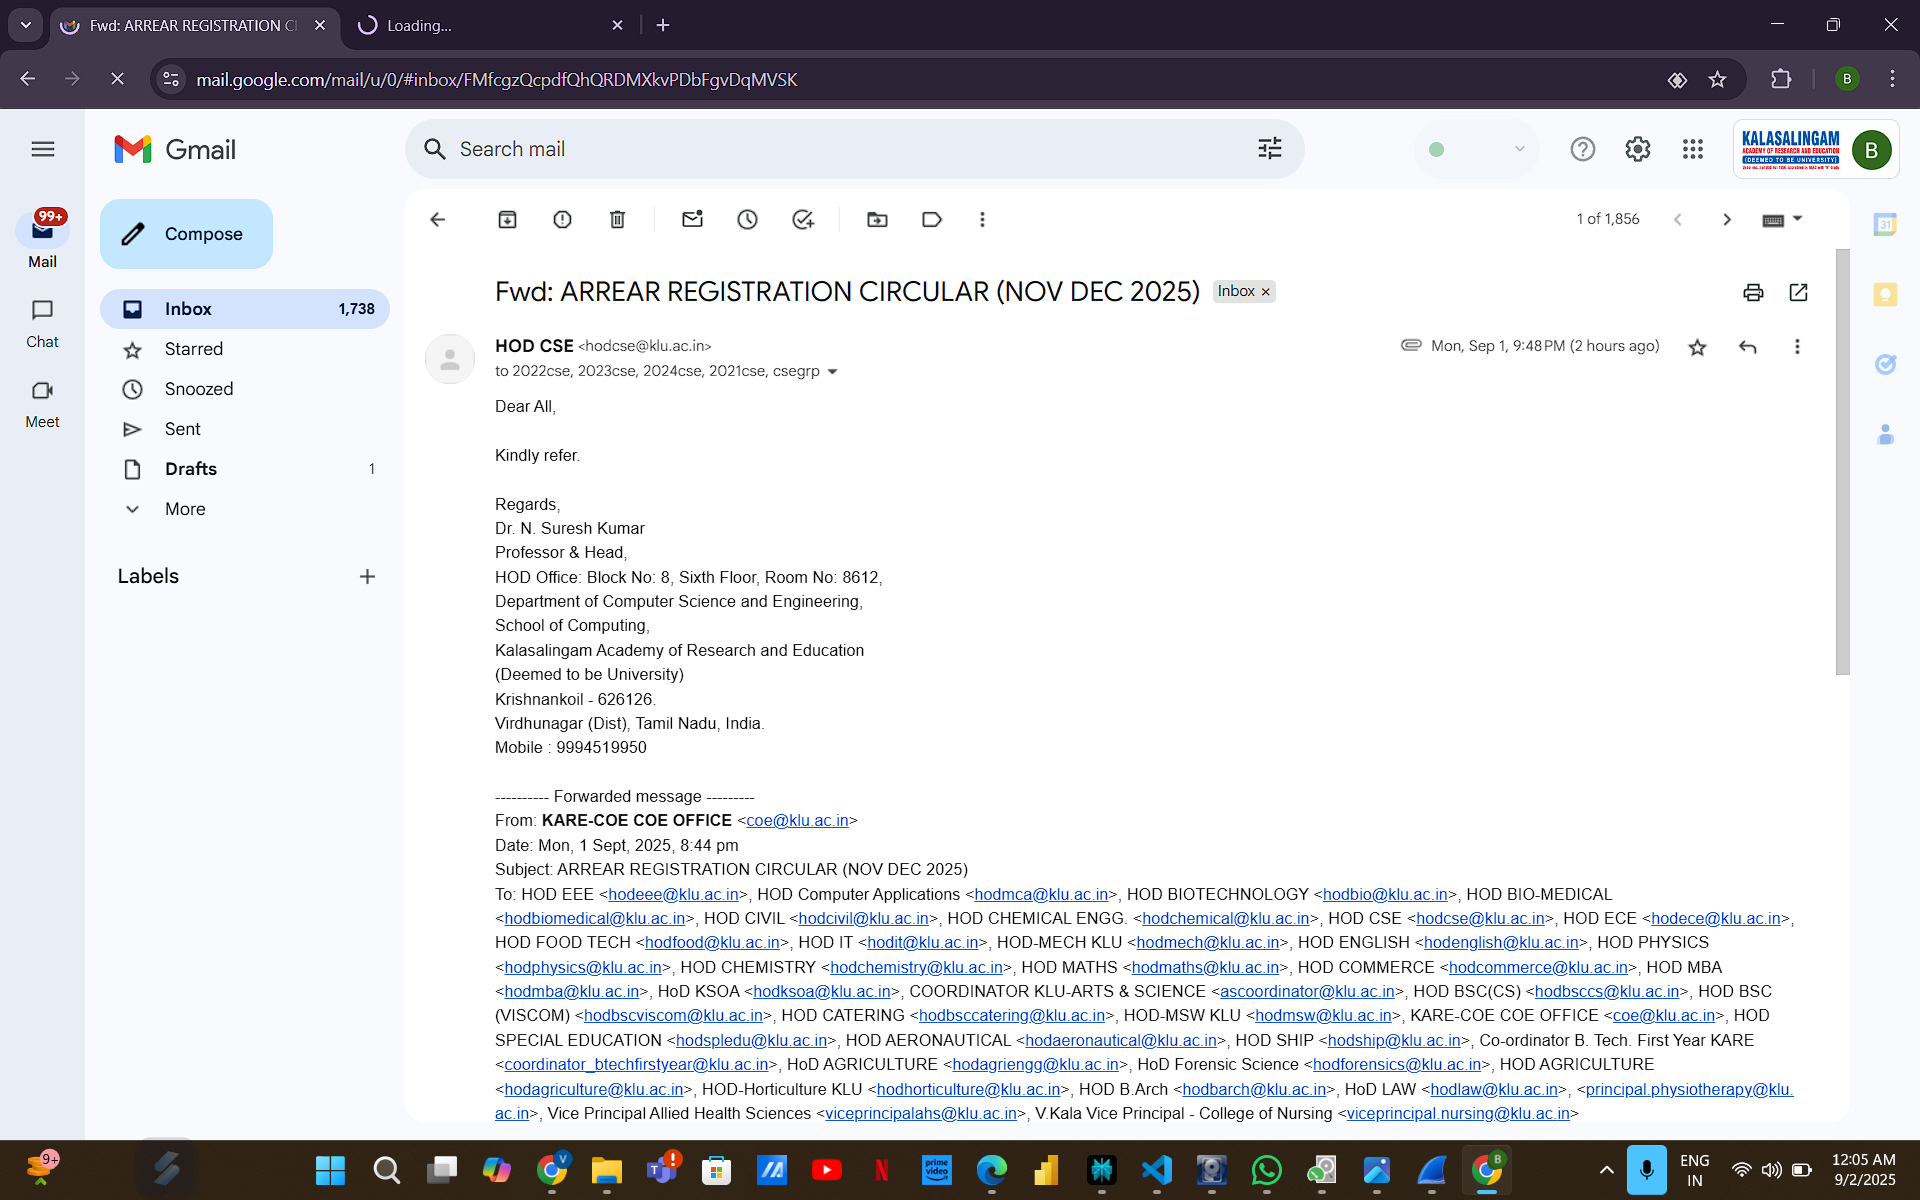 Fwd: ARREAR REGISTRATION CI
Loading...
mail.google.com/mail/u/0/#inbox/FMfcgzQcpdfQhQRDMXkvPDbFgvDqMVSK
B
Gmail
Search mail
KALASALINGAM
ACADEMY OF RESEARCH AND EDUCATION
(DEEMED TO BE UNIVERSITY)
B
99+
Mail
Chat
Meet
Compose
Inbox 1,738
Starred
Snoozed
Sent
Drafts 1
More
Labels
1 of 1,856
31
Fwd: ARREAR REGISTRATION CIRCULAR (NOV DEC 2025) Inbox
HOD CSE <hodcse@klu.ac.in> Mon, Sep 1, 9:48 PM (2 hours ago)
to 2022cse, 2023cse, 2024cse, 2021cse, csegrp
Dear All,
Kindly refer.
Regards,
Dr. N. Suresh Kumar
Professor & Head,
HOD Office: Block No: 8, Sixth Floor, Room No: 8612,
Department of Computer Science and Engineering,
School of Computing,
Kalasalingam Academy of Research and Education
(Deemed to be University)
Krishnankoil - 626126.
Virdhunagar (Dist), Tamil Nadu, India.
Mobile : 9994519950
---------- Forwarded message ---------
From: KARE-COE COE OFFICE <coe@klu.ac.in>
Date: Mon, 1 Sept, 2025, 8:44 pm
Subject: ARREAR REGISTRATION CIRCULAR (NOV DEC 2025)
To: HOD EEE <hodeee@klu.ac.in>, HOD Computer Applications <hodmca@klu.ac.in>, HOD BIOTECHNOLOGY <hodbio@klu.ac.in>, HOD BIO-MEDICAL
<hodbiomedical@klu.ac.in>, HOD CIVIL <hodcivil@klu.ac.in>, HOD CHEMICAL ENGG. <hodchemical@klu.ac.in>, HOD CSE <hodcse@klu.ac.in>, HOD ECE <hodece@klu.ac.in>,
HOD FOOD TECH <hodfood@klu.ac.in>, HOD IT <hodit@klu.ac.in>, HOD-MECH KLU <hodmech@klu.ac.in>, HOD ENGLISH <hodenglish@klu.ac.in>, HOD PHYSICS
<hodphysics@klu.ac.in>, HOD CHEMISTRY <hodchemistry@klu.ac.in>, HOD MATHS <hodmaths@klu.ac.in>, HOD COMMERCE <hodcommerce@klu.ac.in>, HOD MBA
<hodmba@klu.ac.in>, HoD KSOA <hodksoa@klu.ac.in>, COORDINATOR KLU-ARTS & SCIENCE <ascoordinator@klu.ac.in>, HOD BSC(CS) <hodbsccs@klu.ac.in>, HOD BSC
(VISCOM) <hodbscviscom@klu.ac.in>, HOD CATERING <hodbsccatering@klu.ac.in>, HOD-MSW KLU <hodmsw@klu.ac.in>, KARE-COE COE OFFICE <coe@klu.ac.in>, HOD
SPECIAL EDUCATION <hodspledu@klu.ac.in>, HOD AERONAUTICAL <hodaeronautical@klu.ac.in>, HOD SHIP <hodship@klu.ac.in>, Co-ordinator B. Tech. First Year KARE
<coordinator_btechfirstyear@klu.ac.in>, HoD AGRICULTURE <hodagriengg@klu.ac.in>, HoD Forensic Science <hodforensics@klu.ac.in>, HOD AGRICULTURE
<hodagriculture@klu.ac.in>, HOD-Horticulture KLU <hodhorticulture@klu.ac.in>, HOD B.Arch <hodbarch@klu.ac.in>, HoD LAW <hodlaw@klu.ac.in>, <principal.physiotherapy@klu.
ac.in>, Vice Principal Allied Health Sciences <viceprincipalahs@klu.ac.in>, V.Kala Vice Principal - College of Nursing <viceprincipal.nursing@klu.ac.in>
9+
V
prime video
B
ENG
IN
12:05 AM
9/2/2025